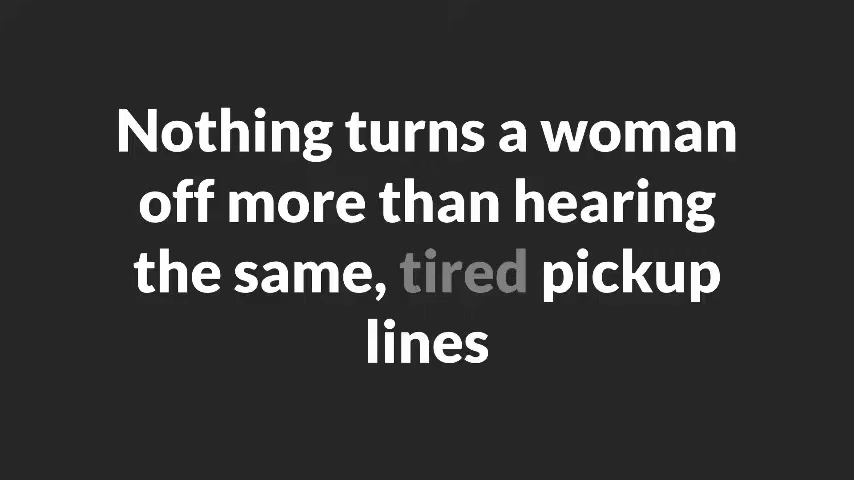 Nothing turns a woman
off more than hearing
the same, tired pickup
lines